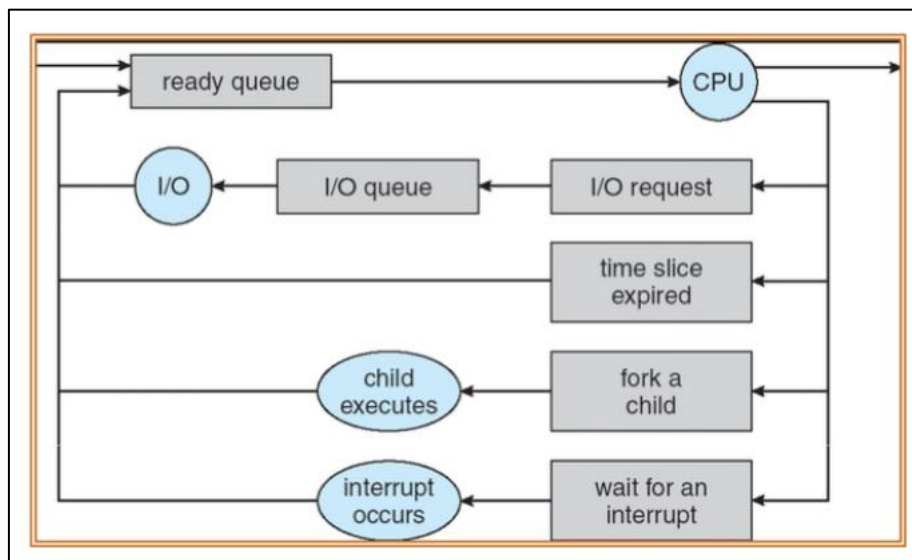 ready queue
CPU
I/O
I/O queue
I/O request
time slice
expired
child
executes
fork a
child
interrupt
occurs
wait for an
interrupt